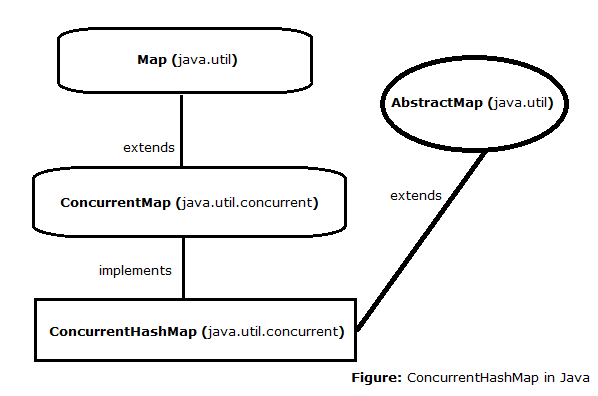 Map (java.util)
AbstractMap (java.util)
extends
ConcurrentMap (java.util.concurrent)
extends
implements
ConcurrentHashMap (java.util.concurrent)
Figure: ConcurrentHashMap in Java